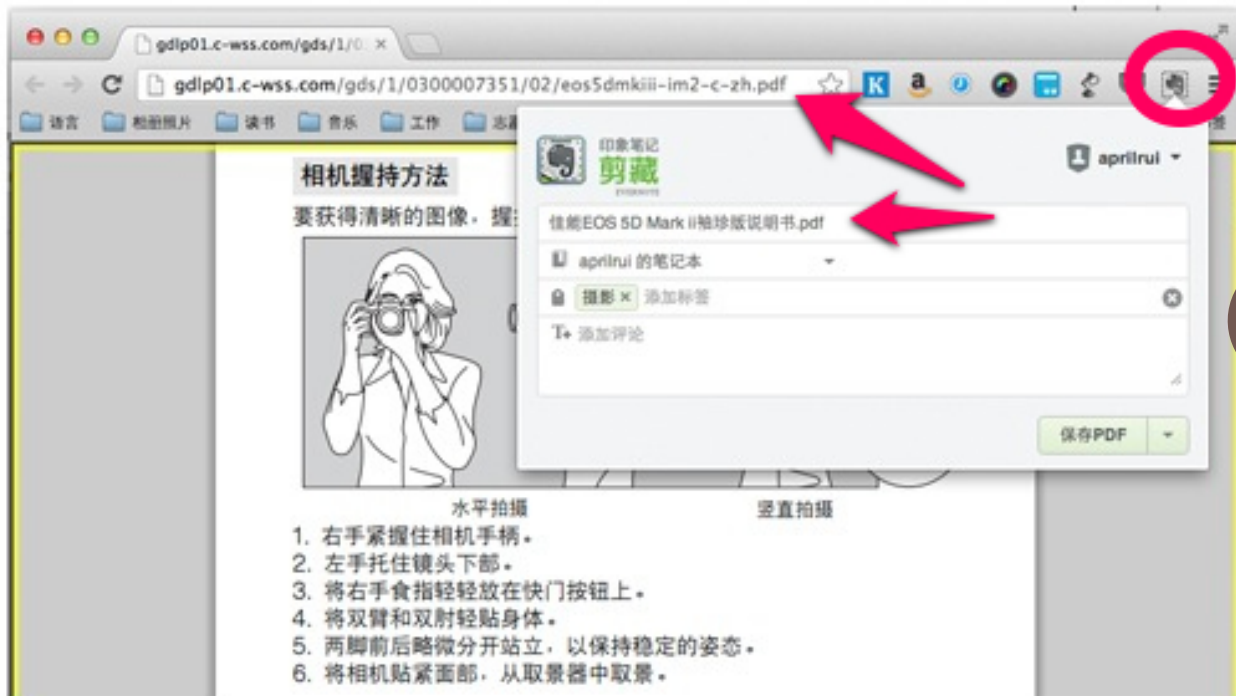 gdlp01.c-wss.com/gds/1/0
gdlp01.c-wss.com/gds/1/0300007351/02/eos5dmkiii-im2-c-zh.pdf
语言 相册照片 读书 音乐 工作
印象笔记
剪藏
EVERNOTE
aprilrui
佳能EOS 5D Mark ii袖珍版说明书.pdf
aprilrui 的笔记本
摄影 × 添加标签
T+ 添加评论
保存PDF
相机握持方法
要获得清晰的图像，握
水平拍摄 竖直拍摄
1. 右手紧握住相机手柄。
2. 左手托住镜头下部。
3. 将右手食指轻轻放在快门按钮上。
4. 将双臂和双肘轻贴身体。
5. 两脚前后略微分开站立，以保持稳定的姿态。
6. 将相机贴紧面部，从取景器中取景。